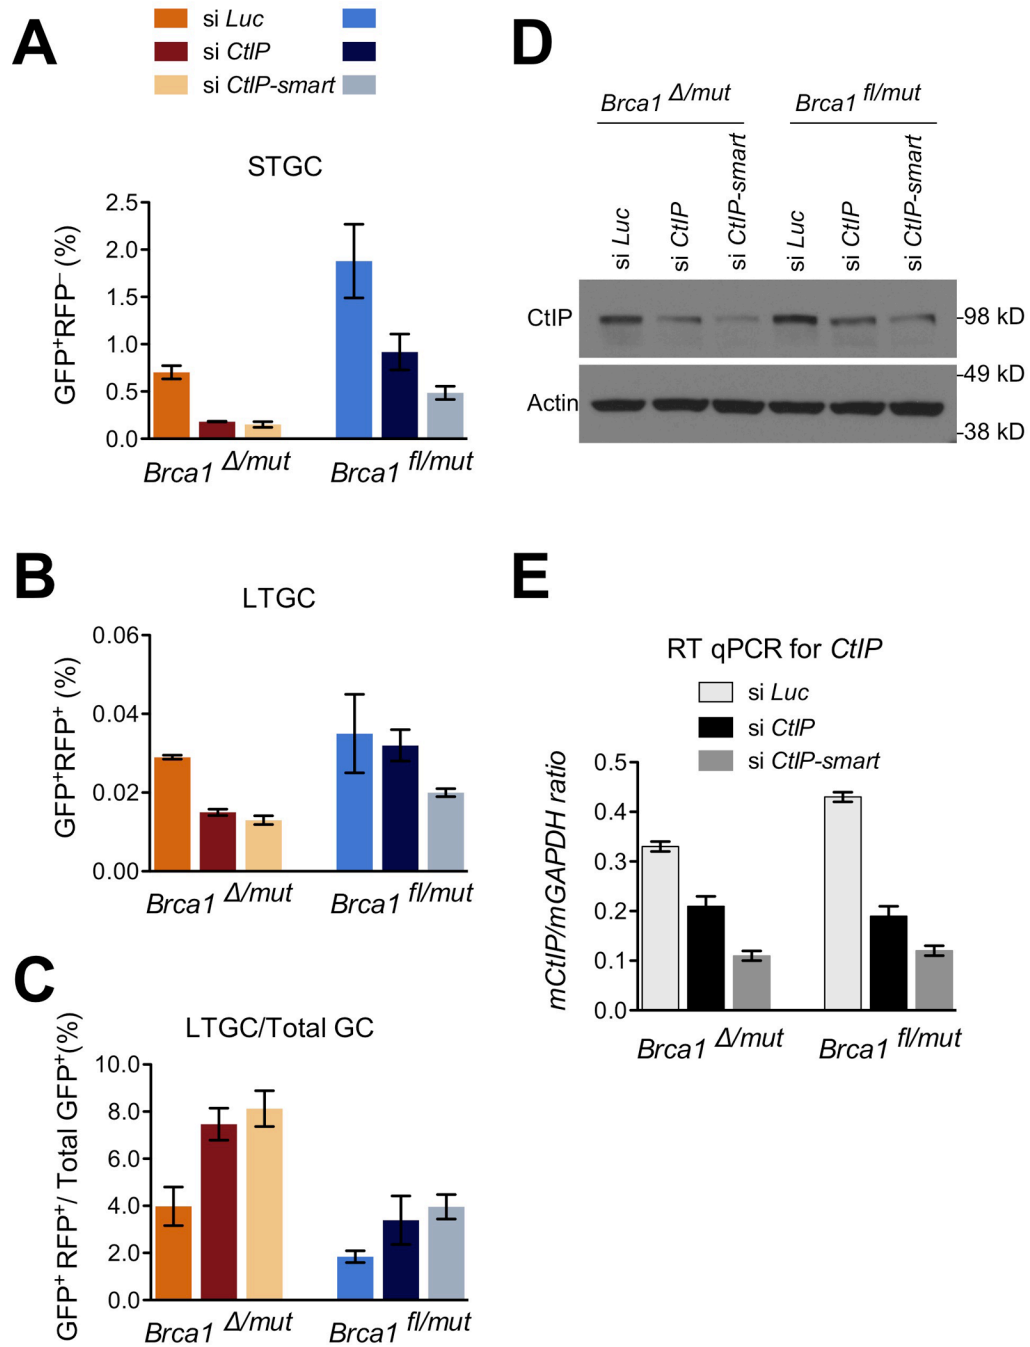 A
si Luc
si CtIP
si CtIP-smart
STGC
GFP⁺RFP⁻ (%)
2.5
2.0
1.5
1.0
0.5
0.0
Brca1 Δ/mut
Brca1 fl/mut
B
LTGC
GFP⁺RFP⁺ (%)
0.06
0.04
0.02
0.00
Brca1 Δ/mut
Brca1 fl/mut
C
LTGC/Total GC
GFP⁺ RFP⁺/ Total GFP⁺(%)
10.0
8.0
6.0
4.0
2.0
0.0
Brca1 Δ/mut
Brca1 fl/mut
D
Brca1 Δ/mut
Brca1 fl/mut
si Luc
si CtIP
si CtIP-smart
si Luc
si CtIP
si CtIP-smart
CtIP
-98 kD
-49 kD
Actin
-38 kD
E
RT qPCR for CtIP
si Luc
si CtIP
si CtIP-smart
mCtIP/mGAPDH ratio
0.5
0.4
0.3
0.2
0.1
0.0
Brca1 Δ/mut
Brca1 fl/mut